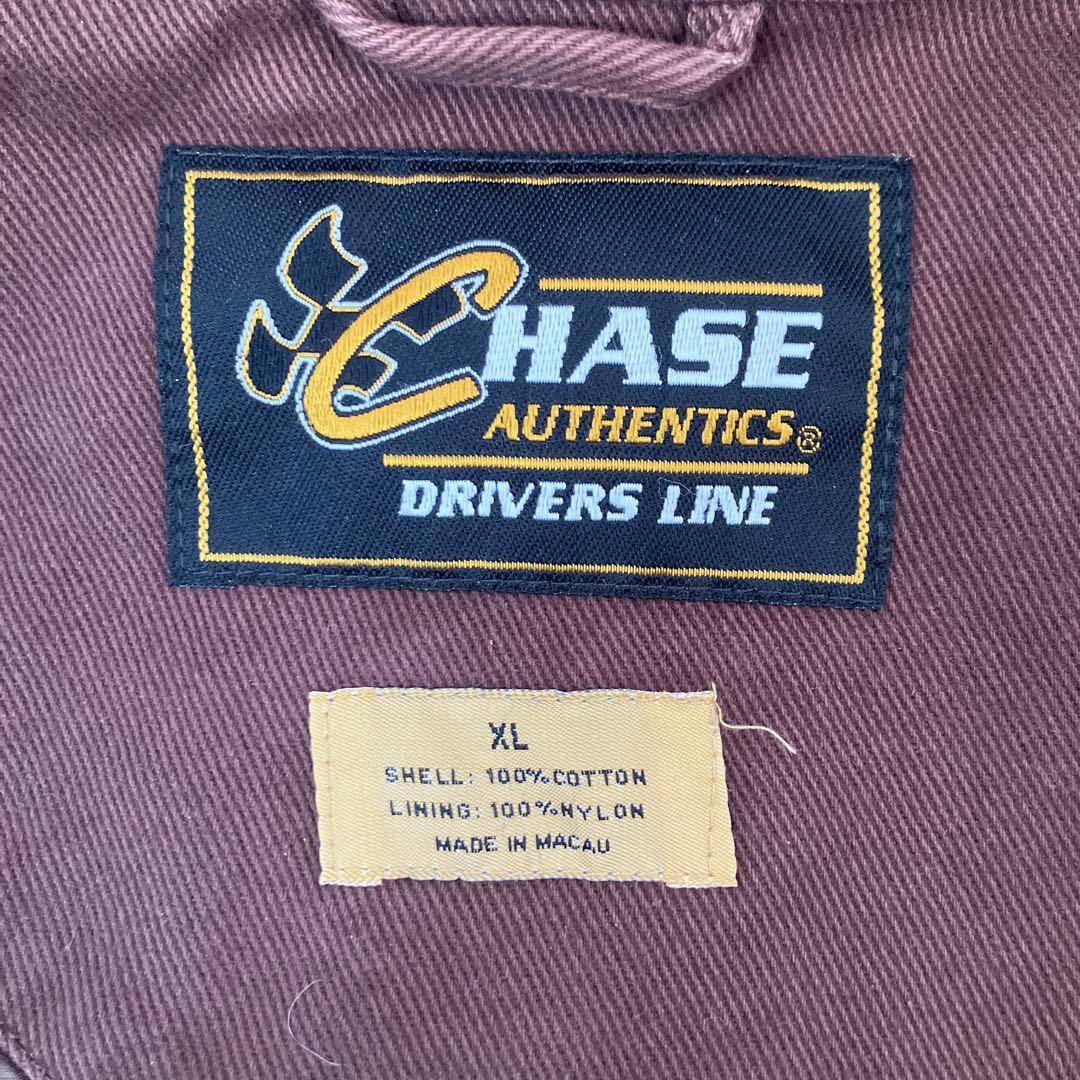 CHASE
AUTHENTICS®
DRIVERS LINE
XL
SHELL: 100% COTTON
LINING: 100% NYLON
MADE IN MACAU